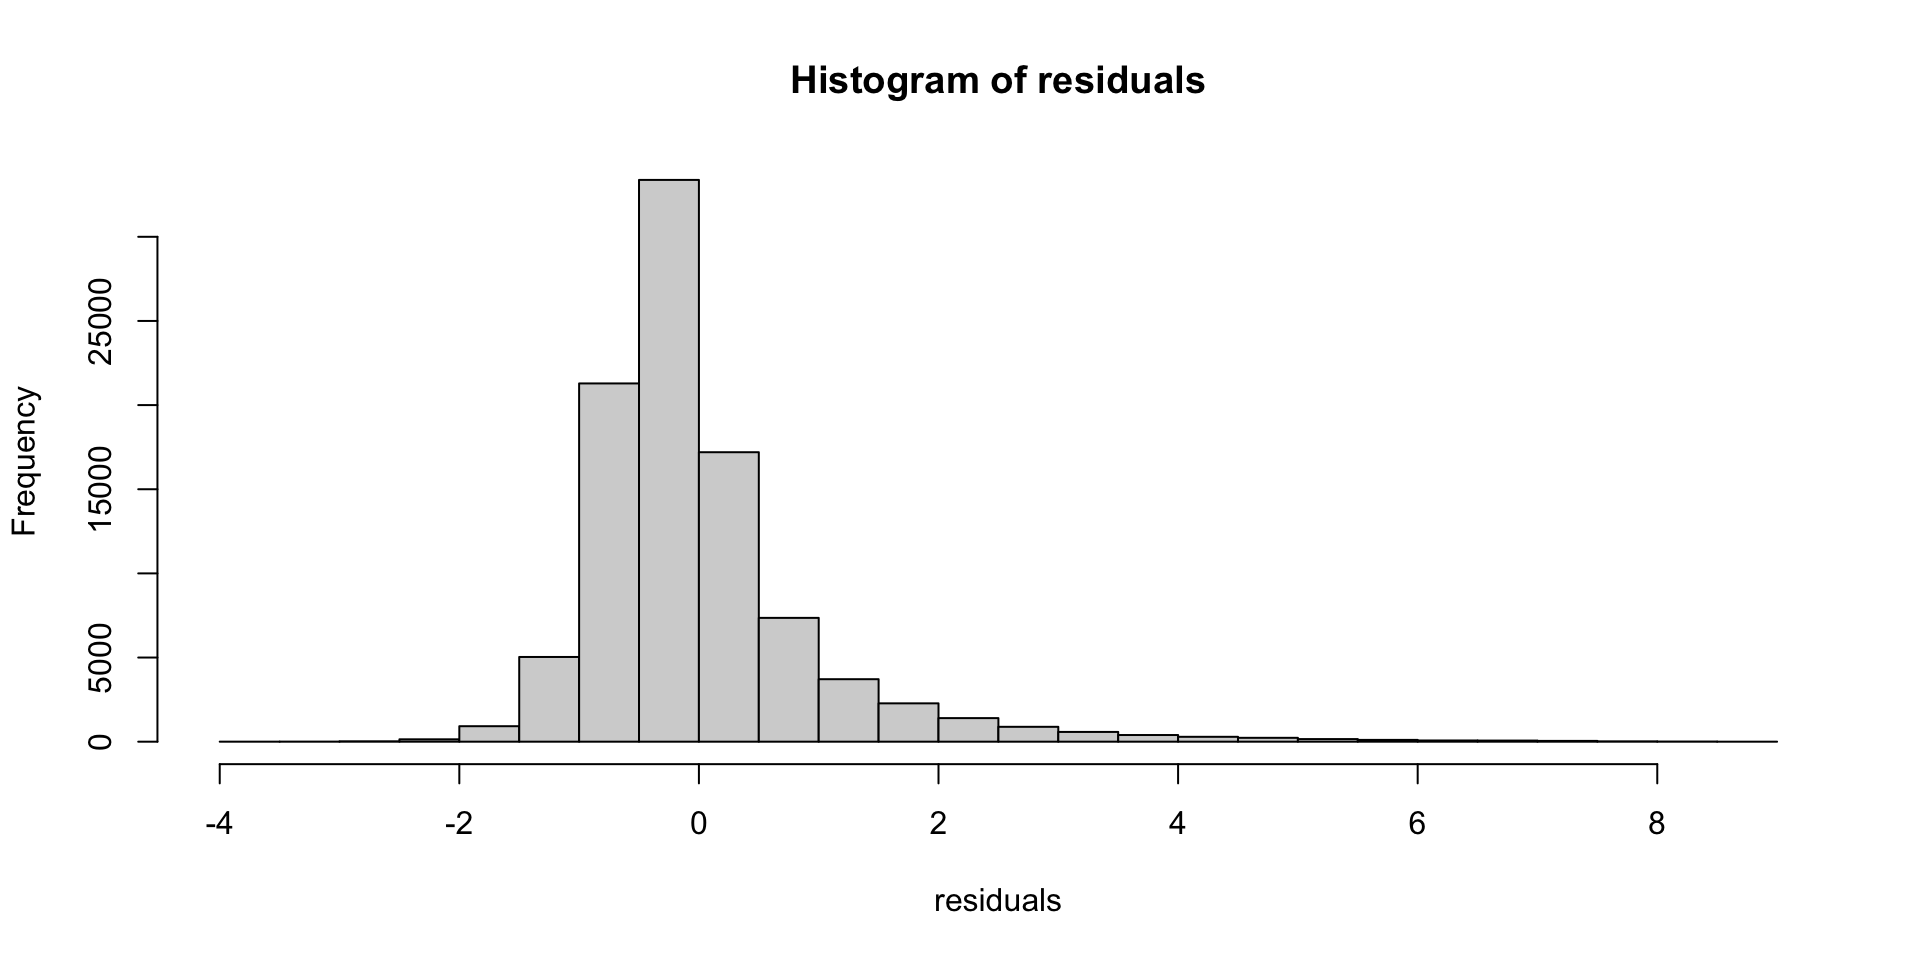 Histogram of residuals
Frequency
25000
15000
5000
0
-4 -2 0 2 4 6 8
residuals